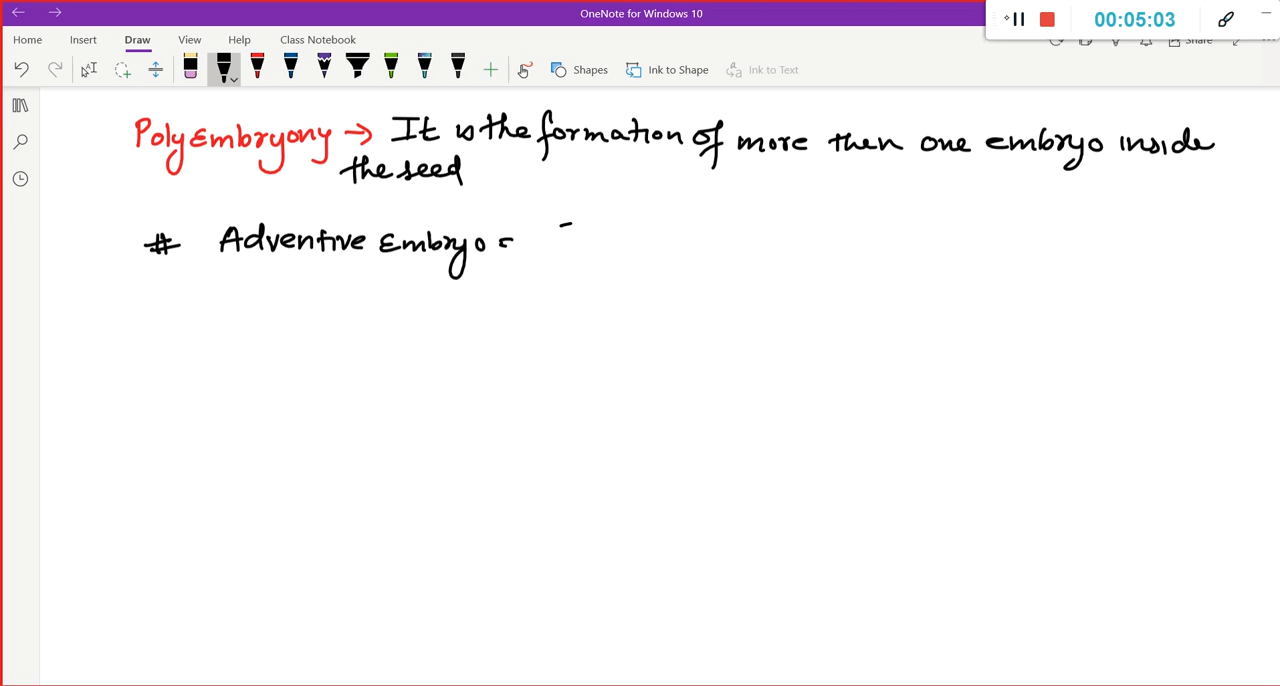 OneNote for Windows 10
00:05:03
Home Insert Draw View Help Class Notebook Share
Shapes Ink to Shape Ink to Text
PolyEmbryony → It is the formation of more then one embryo inside
the seed
# Adventive Embryo =